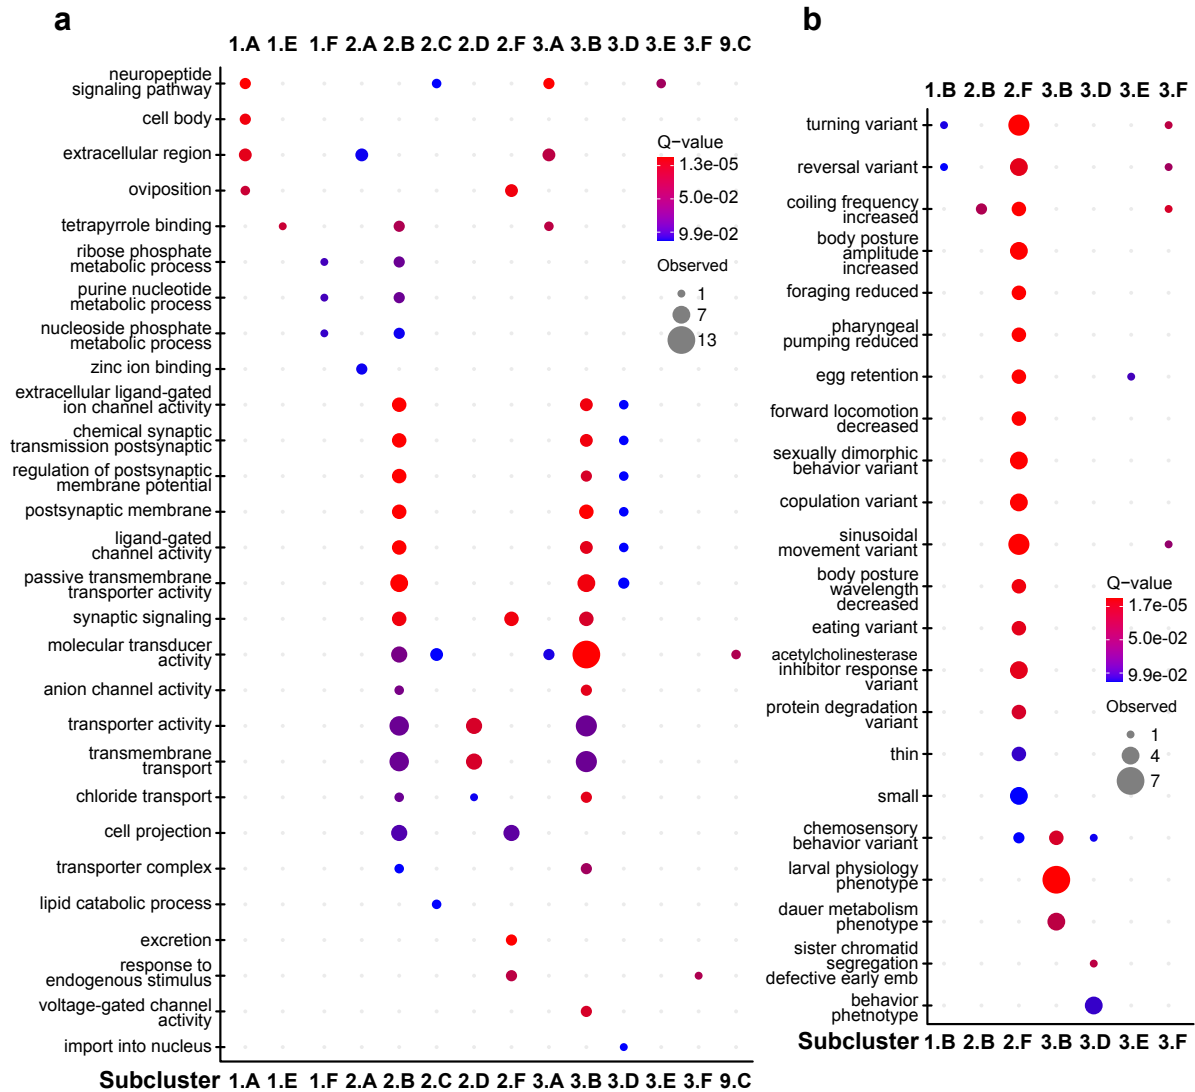 a
1.A 1.E 1.F 2.A 2.B 2.C 2.D 2.F 3.A 3.B 3.D 3.E 3.F 9.C
neuropeptide
signaling pathway
cell body
extracellular region
oviposition
tetrapyrrole binding
ribose phosphate
metabolic process
purine nucleotide
metabolic process
nucleoside phosphate
metabolic process
zinc ion binding
extracellular ligand-gated
ion channel activity
chemical synaptic
transmission postsynaptic
regulation of postsynaptic
membrane potential
postsynaptic membrane
ligand-gated
channel activity
passive transmembrane
transporter activity
synaptic signaling
molecular transducer
activity
anion channel activity
transporter activity
transmembrane
transport
chloride transport
cell projection
transporter complex
lipid catabolic process
excretion
response to
endogenous stimulus
voltage-gated channel
activity
import into nucleus
Subcluster 1.A 1.E 1.F 2.A 2.B 2.C 2.D 2.F 3.A 3.B 3.D 3.E 3.F 9.C
Q−value
1.3e-05
5.0e-02
9.9e-02
Observed
1
7
13
b
1.B 2.B 2.F 3.B 3.D 3.E 3.F
turning variant
reversal variant
coiling frequency
increased
body posture
amplitude
increased
foraging reduced
pharyngeal
pumping reduced
egg retention
forward locomotion
decreased
sexually dimorphic
behavior variant
copulation variant
sinusoidal
movement variant
body posture
wavelength
decreased
eating variant
acetylcholinesterase
inhibitor response
variant
protein degradation
variant
thin
small
chemosensory
behavior variant
larval physiology
phenotype
dauer metabolism
phenotype
sister chromatid
segregation
defective early emb
behavior
phetnotype
Subcluster 1.B 2.B 2.F 3.B 3.D 3.E 3.F
Q−value
1.7e-05
5.0e-02
9.9e-02
Observed
1
4
7